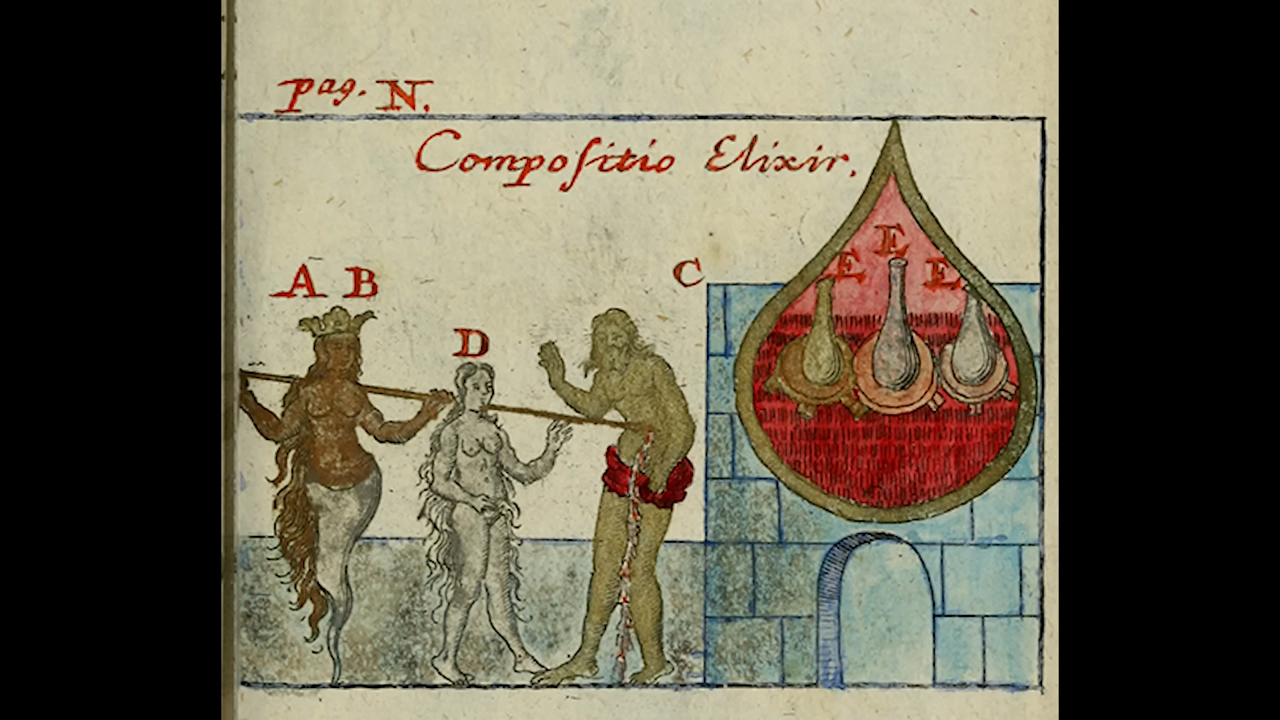 pag. N.
Compoſitio Elixir.
E
E E
A B C
D